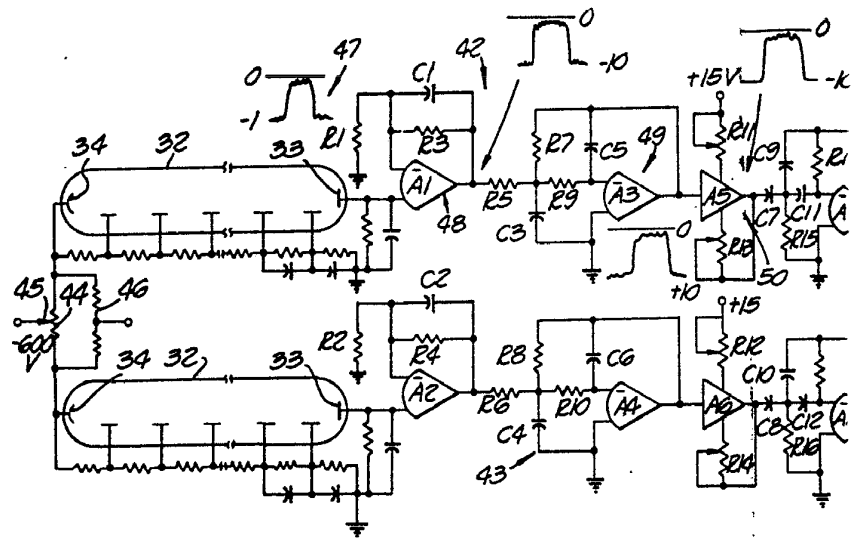 0
-10
0
-10
42
47
0
-1
C1
R1
R3
+15V
R11
C9
34
32
33
A1
48
R5
R7
R9
C5
49
A3
C3
A5
C7
C11
R15
R13
50
0
+10
45
44
46
-600
V
C2
R2
R4
+15
R12
C10
34
32
33
A2
R6
R8
R10
C6
A4
C4
43
A6
C8
C12
R16
R14